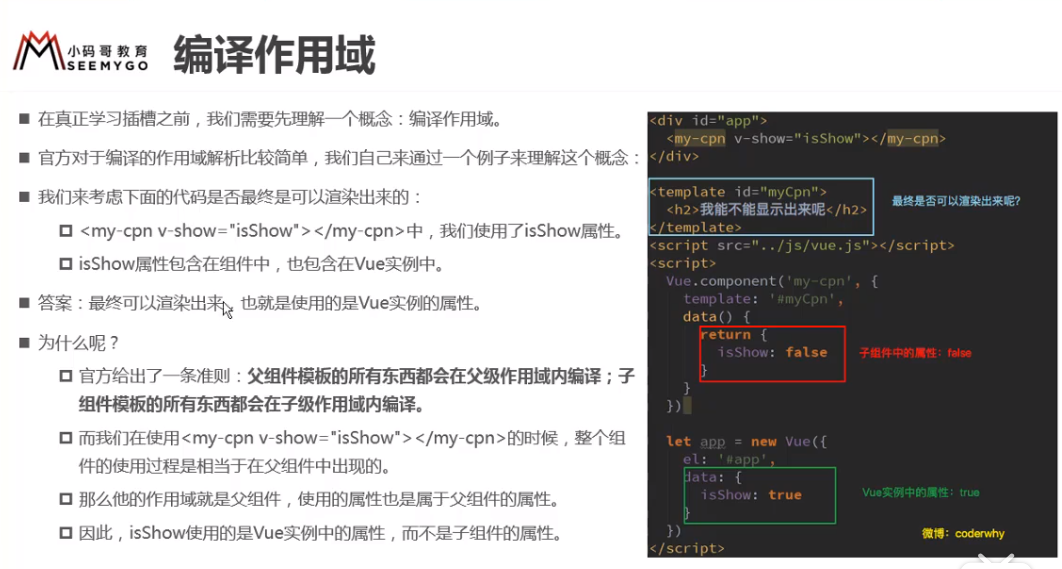 小码哥教育
SEEMYGO
编译作用域
在真正学习插槽之前，我们需要先理解一个概念：编译作用域。
官方对于编译的作用域解析比较简单，我们自己来通过一个例子来理解这个概念：
我们来考虑下面的代码是否最终是可以渲染出来的：
<my-cpn v-show="isShow"></my-cpn>中，我们使用了isShow属性。
isShow属性包含在组件中，也包含在Vue实例中。
答案：最终可以渲染出来，也就是使用的是Vue实例的属性。
为什么呢？
官方给出了一条准则：父组件模板的所有东西都会在父级作用域内编译；子
组件模板的所有东西都会在子级作用域内编译。
而我们在使用<my-cpn v-show="isShow"></my-cpn>的时候，整个组
件的使用过程是相当于在父组件中出现的。
那么他的作用域就是父组件，使用的属性也是属于父组件的属性。
因此，isShow使用的是Vue实例中的属性，而不是子组件的属性。
<div id="app">
<my-cpn v-show="isShow"></my-cpn>
</div>
<template id="myCpn">
<h2>我能不能显示出来呢</h2>
</template>
最终是否可以渲染出来呢?
<script src="../js/vue.js"></script>
<script>
Vue.component('my-cpn', {
template: '#myCpn',
data() {
return {
isShow: false
子组件中的属性：false
}
}
})
let app = new Vue({
el: '#app',
data: {
isShow: true
Vue实例中的属性：true
}
})
微博：coderwhy
</script>